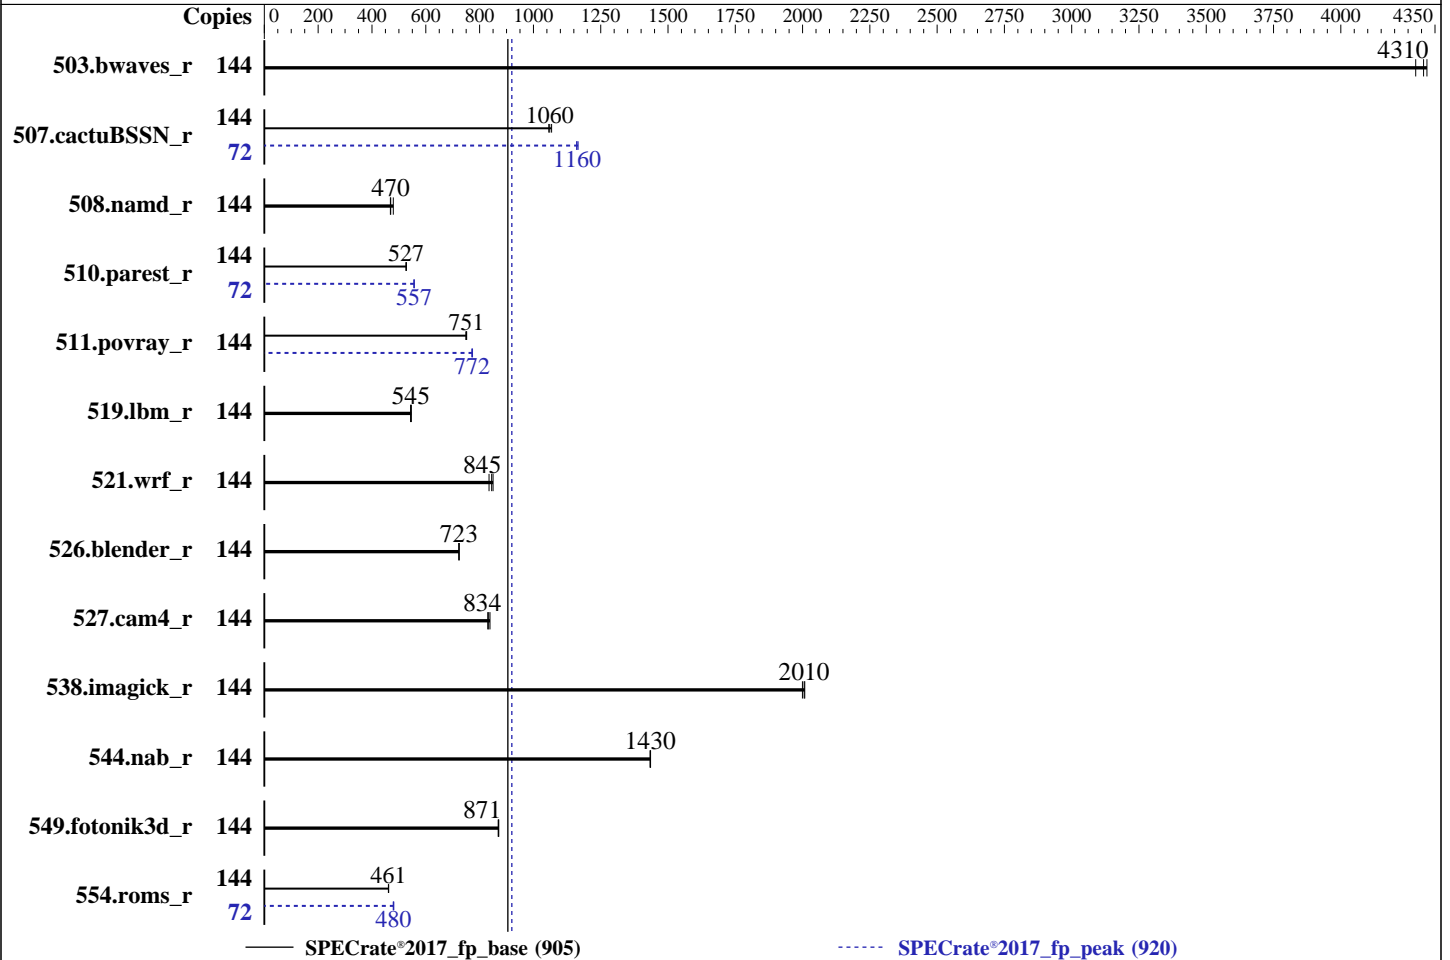 Copies 0 200 400 600 800 1000 1250 1500 1750 2000 2250 2500 2750 3000 3250 3500 3750 4000 4350
503.bwaves_r 144 4310
507.cactuBSSN_r 144 1060
72 1160
508.namd_r 144 470
510.parest_r 144 527
72 557
511.povray_r 144 751
772
519.lbm_r 144 545
521.wrf_r 144 845
526.blender_r 144 723
527.cam4_r 144 834
538.imagick_r 144 2010
544.nab_r 144 1430
549.fotonik3d_r 144 871
554.roms_r 144 461
72 480
SPECrate®2017_fp_base (905) SPECrate®2017_fp_peak (920)